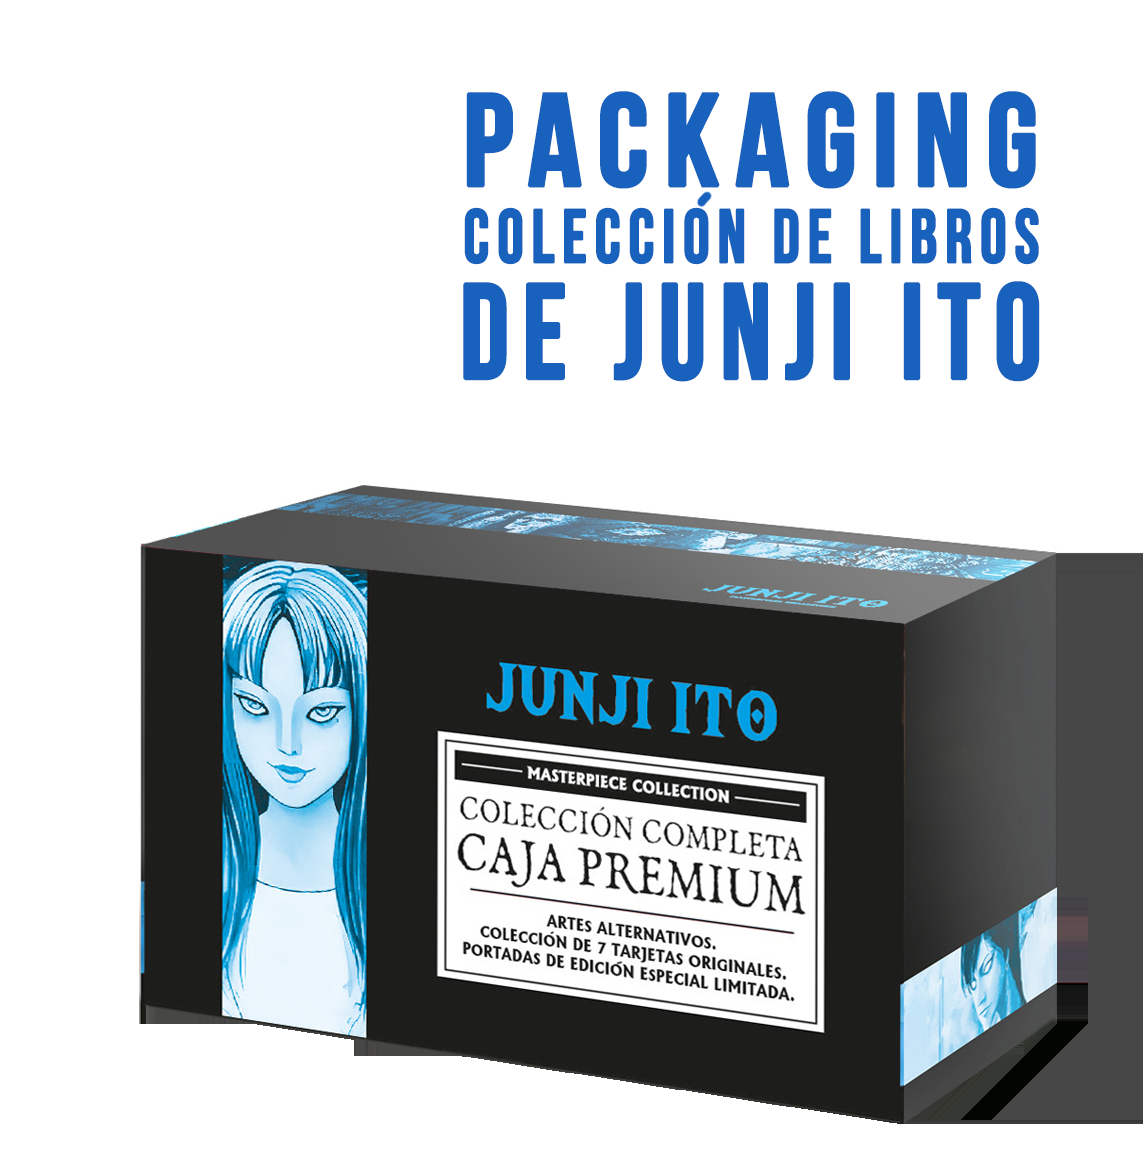 PACKAGING
COLECCIÓN DE LIBROS
DE JUNJI ITO
JUNJI ITO
JUNJI ITO
MASTERPIECE COLLECTION
COLECCIÓN COMPLETA
CAJA PREMIUM
ARTES ALTERNATIVOS.
COLECCIÓN DE 7 TARJETAS ORIGINALES.
PORTADAS DE EDICIÓN ESPECIAL LIMITADA.